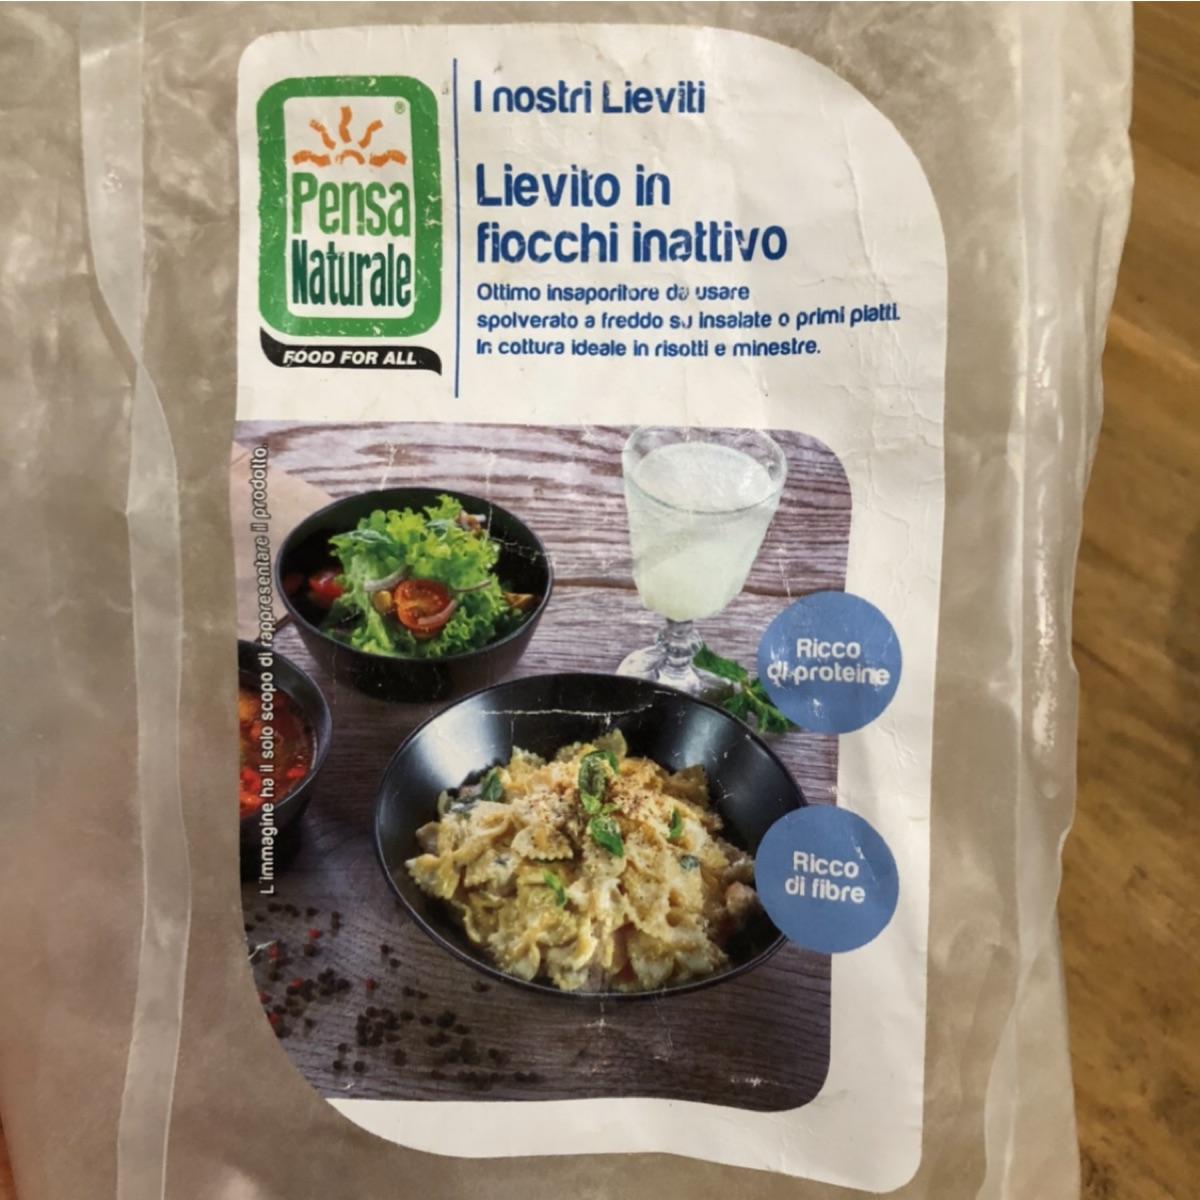 I nostri Lieviti
Pensa
Naturale
®
FOOD FOR ALL
Lievito in
fiocchi inattivo
Ottimo insaporitore da usare
spolverato a freddo su insalate o primi piatti.
In cottura ideale in risotti e minestre.
L'immagine ha il solo scopo di rappresentare il prodotto.
Ricco
di proteine
Ricco
di fibre